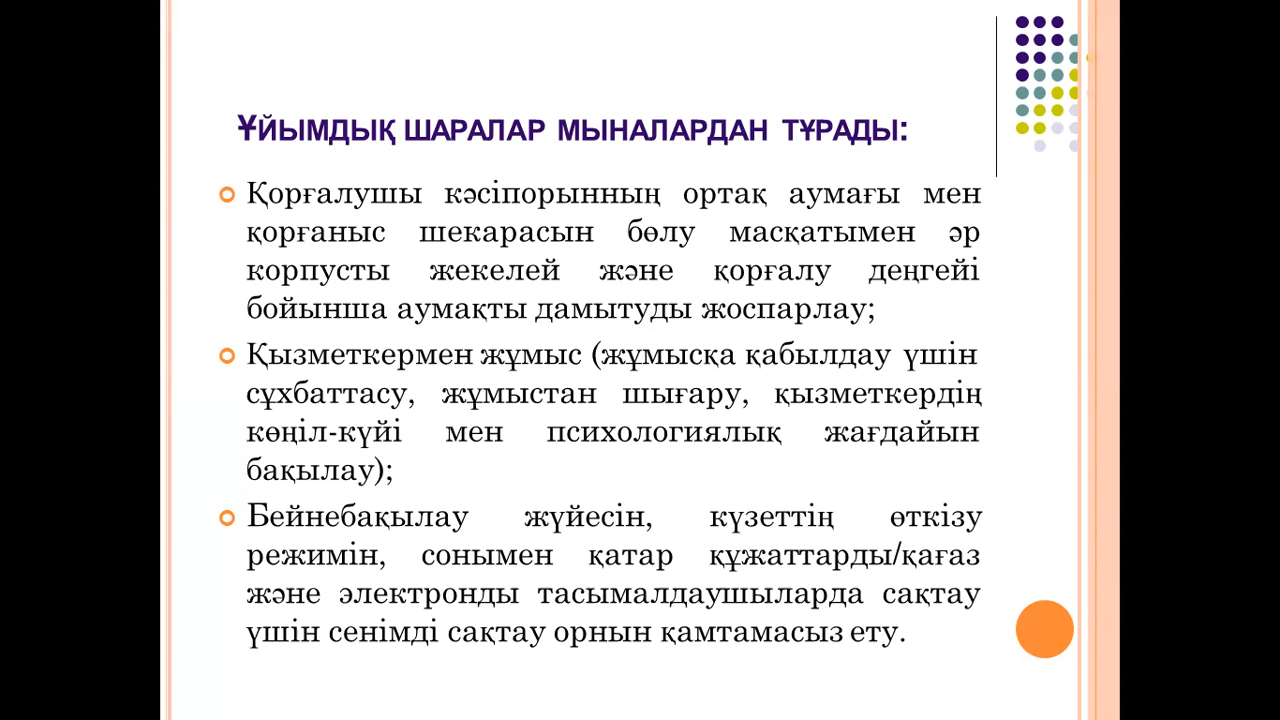 Ұйымдық шаралар мыналардан тұрады:
Қорғалушы кәсіпорынның ортақ аумағы мен
қорғаныс шекарасын бөлу масқатымен әр
корпусты жекелей және қорғалу деңгейі
бойынша аумақты дамытуды жоспарлау;
Қызметкермен жұмыс (жұмысқа қабылдау үшін
сұхбаттасу, жұмыстан шығару, қызметкердің
көңіл-күйі мен психологиялық жағдайын
бақылау);
Бейнебақылау жүйесін, күзеттің өткізу
режимін, сонымен қатар құжаттарды/қағаз
және электронды тасымалдаушыларда сақтау
үшін сенімді сақтау орнын қамтамасыз ету.